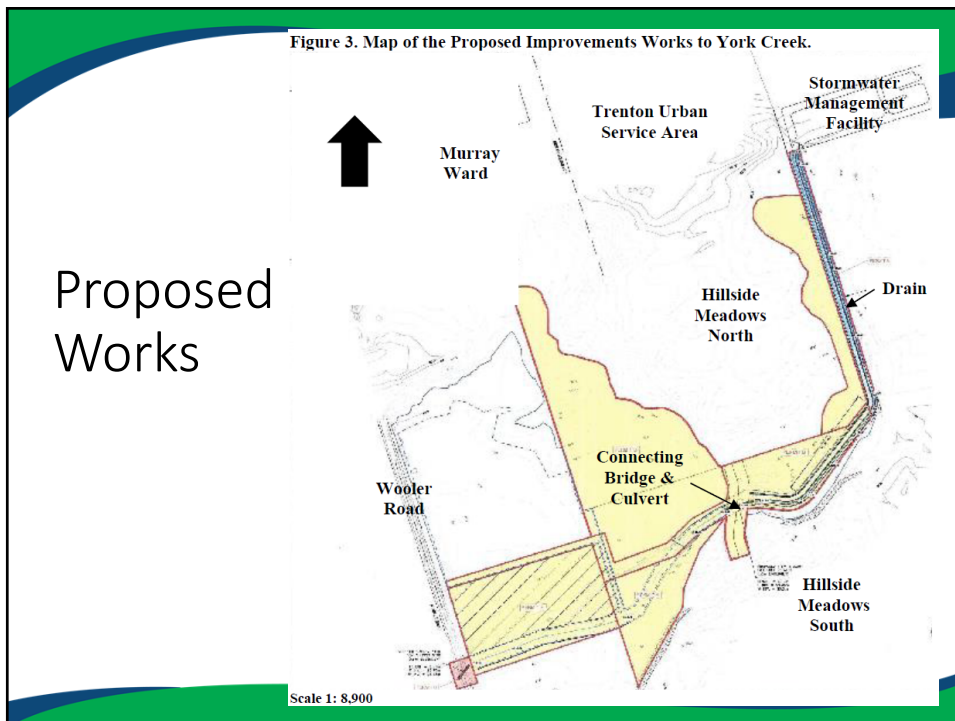 Figure 3. Map of the Proposed Improvements Works to York Creek.
Stormwater
Management
Facility
Trenton Urban
Service Area
Murray
Ward
Proposed
Works
Drain
Hillside
Meadows
North
Connecting
Bridge &
Culvert
Wooler
Road
Hillside
Meadows
South
Scale 1: 8,900